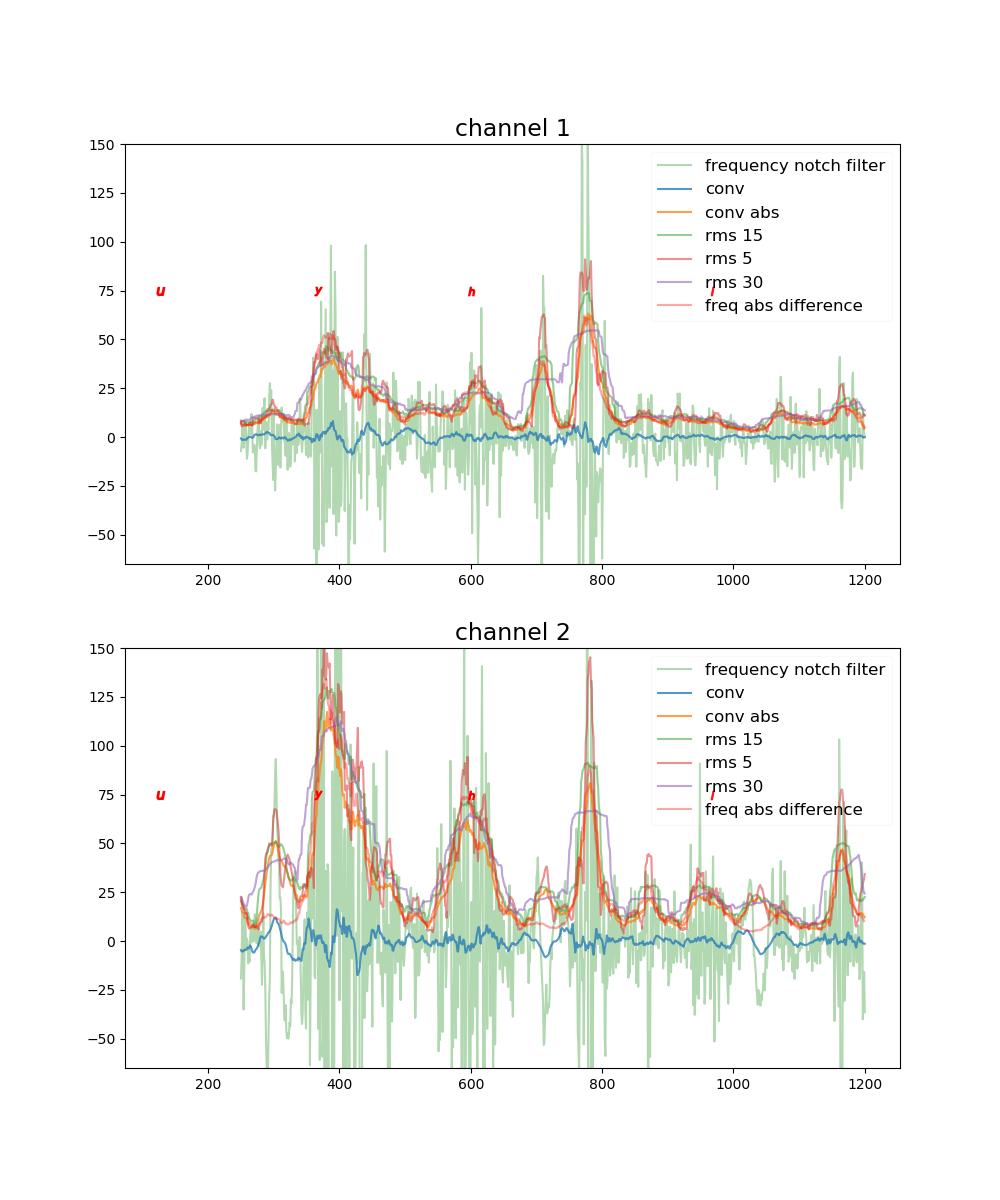 channel 1
150
125
100
75
50
25
0
−25
−50
frequency notch filter
conv
conv abs
rms 15
rms 5
rms 30
freq abs difference
u
y
h
200
400
600
800
1000
1200
channel 2
150
125
100
75
50
25
0
−25
−50
frequency notch filter
conv
conv abs
rms 15
rms 5
rms 30
freq abs difference
u
y
h
200
400
600
800
1000
1200